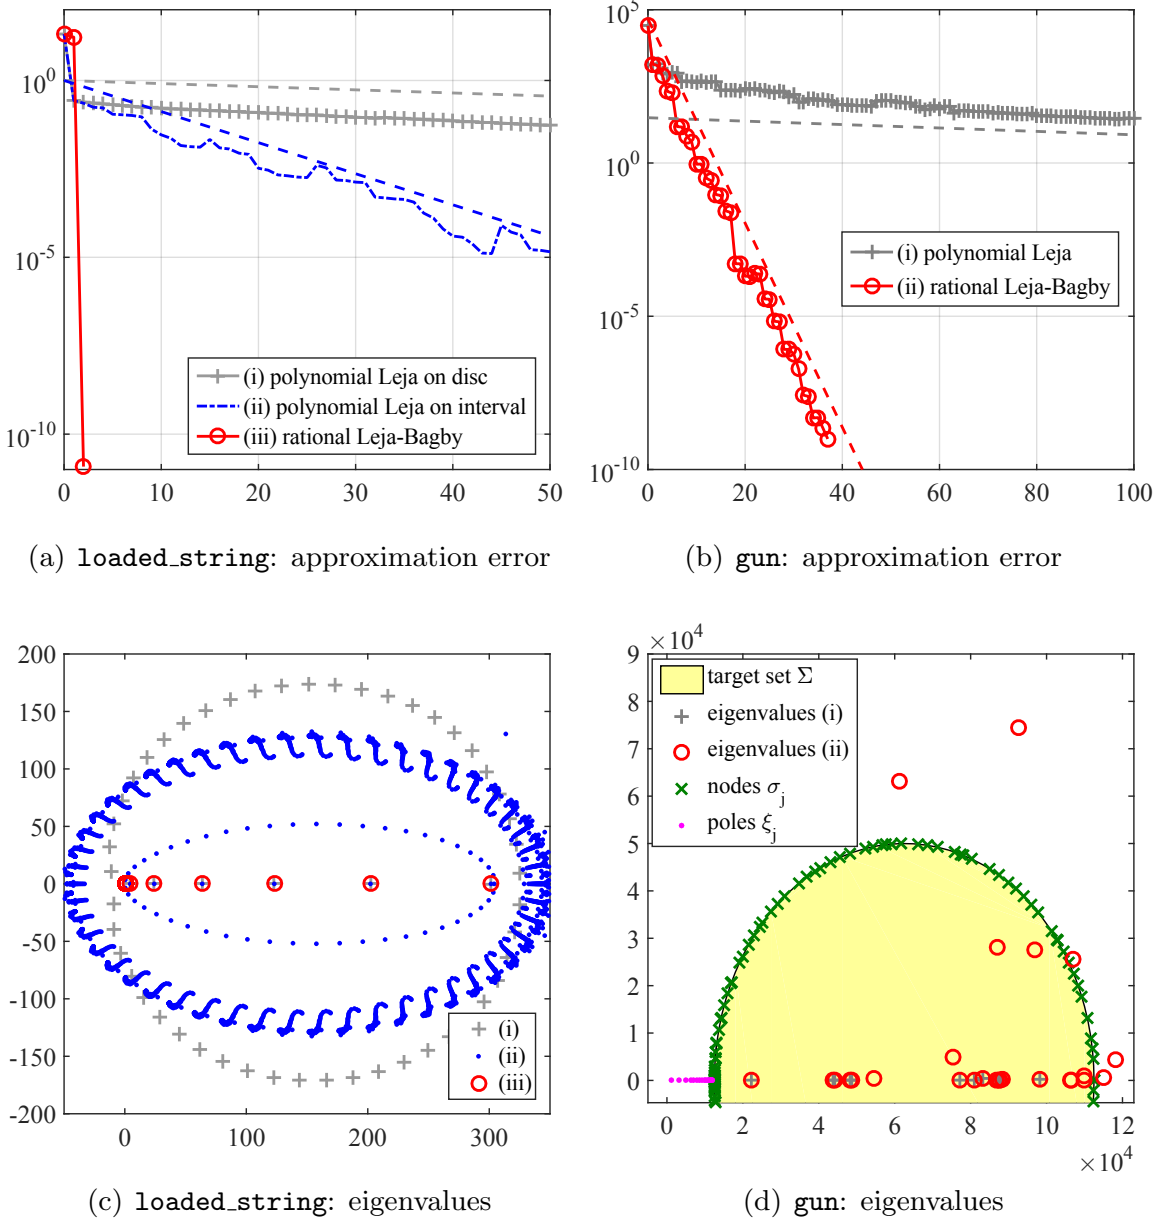 10^0
10^-5
10^-10
0 10 20 30 40 50
(i) polynomial Leja on disc
(ii) polynomial Leja on interval
(iii) rational Leja-Bagby
(a) loaded_string: approximation error
10^5
10^0
10^-5
10^-10
0 20 40 60 80 100
(i) polynomial Leja
(ii) rational Leja-Bagby
(b) gun: approximation error
200
150
100
50
0
-50
-100
-150
-200
0 100 200 300
(i)
(ii)
(iii)
(c) loaded_string: eigenvalues
×10^4
9
8
7
6
5
4
3
2
1
0
0 2 4 6 8 10 12
×10^4
target set Σ
eigenvalues (i)
eigenvalues (ii)
nodes σ_j
poles ξ_j
(d) gun: eigenvalues